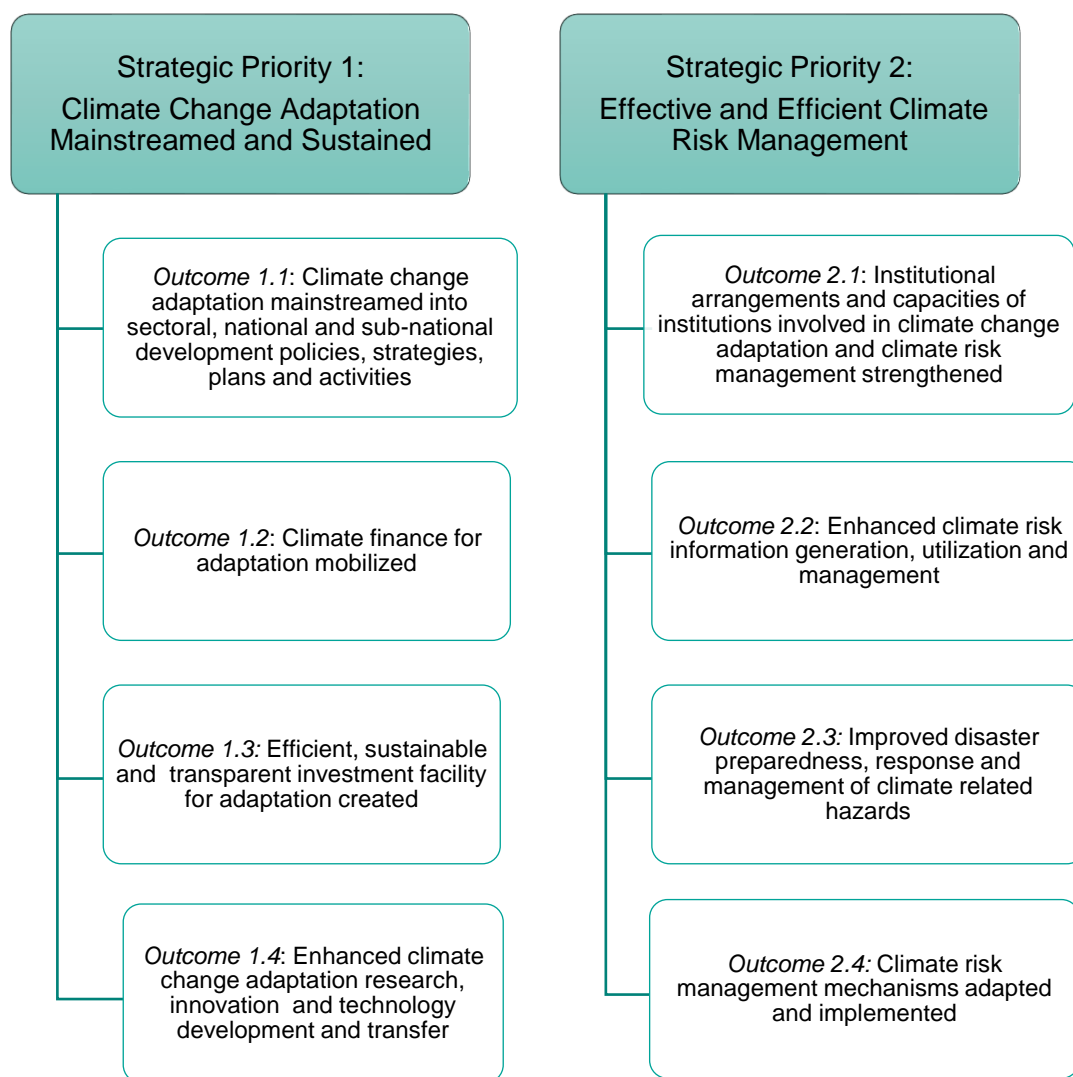 Strategic Priority 1:
Climate Change Adaptation
Mainstreamed and Sustained
Outcome 1.1: Climate change
adaptation mainstreamed into
sectoral, national and sub-national
development policies, strategies,
plans and activities
Outcome 1.2: Climate finance for
adaptation mobilized
Outcome 1.3: Efficient, sustainable
and transparent investment facility
for adaptation created
Outcome 1.4: Enhanced climate
change adaptation research,
innovation and technology
development and transfer
Strategic Priority 2:
Effective and Efficient Climate
Risk Management
Outcome 2.1: Institutional
arrangements and capacities of
institutions involved in climate change
adaptation and climate risk
management strengthened
Outcome 2.2: Enhanced climate risk
information generation, utilization and
management
Outcome 2.3: Improved disaster
preparedness, response and
management of climate related
hazards
Outcome 2.4: Climate risk
management mechanisms adapted
and implemented